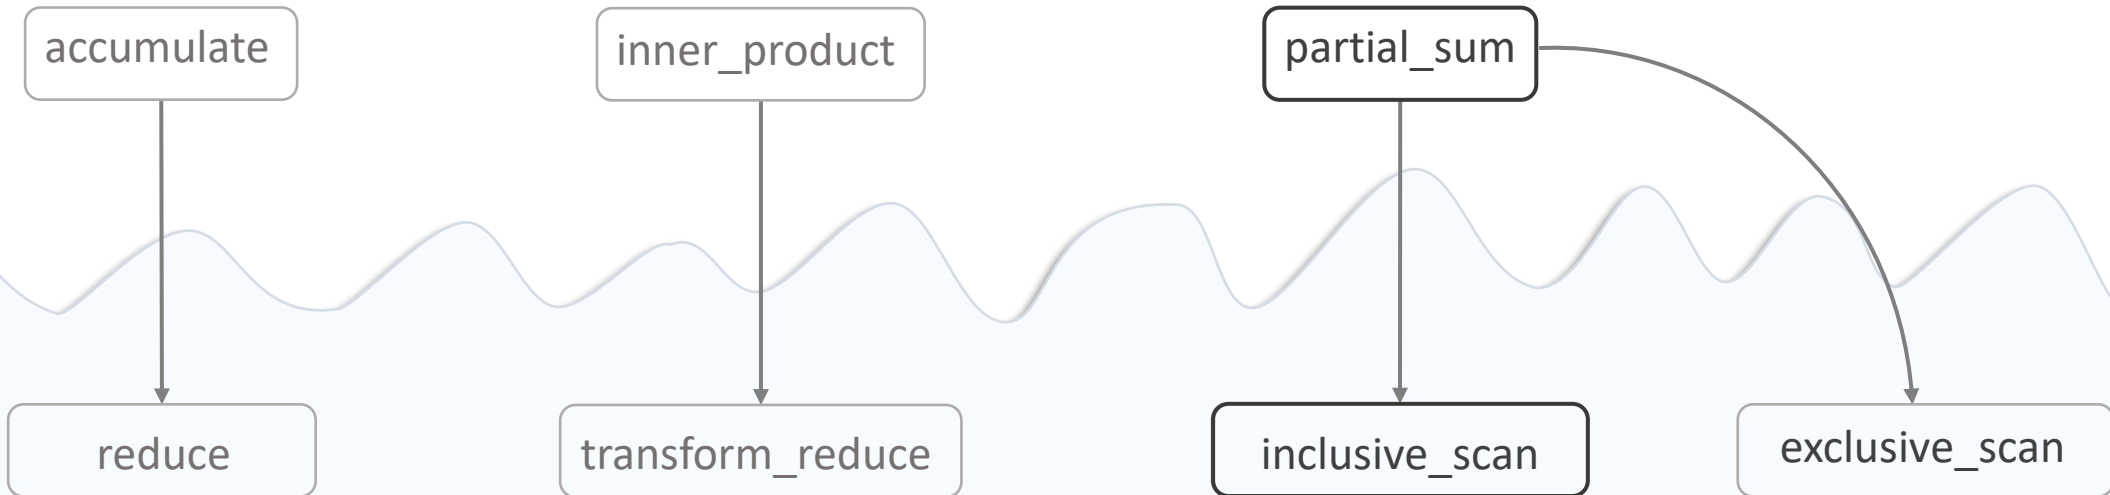 accumulate
inner_product
partial_sum
reduce
transform_reduce
inclusive_scan
exclusive_scan